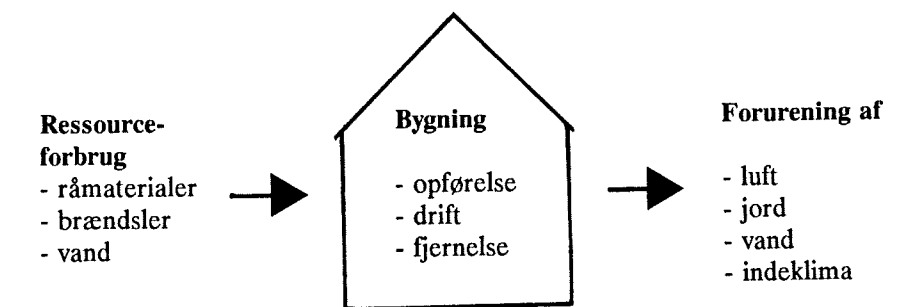 Ressource-
forbrug
- råmaterialer
- brændsler
- vand
Bygning
- opførelse
- drift
- fjernelse
Forurening af
- luft
- jord
- vand
- indeklima